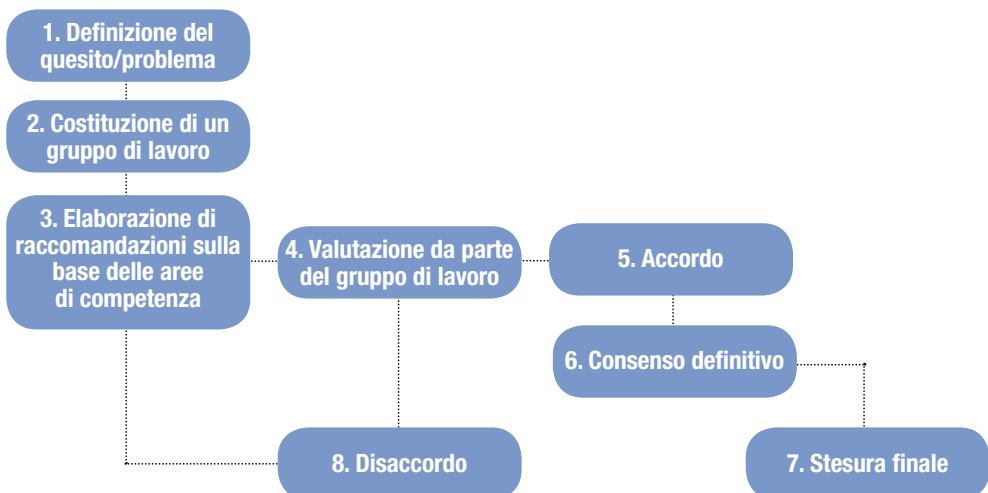 1. Definizione del
quesito/problema
2. Costituzione di un
gruppo di lavoro
3. Elaborazione di
raccomandazioni sulla
base delle aree
di competenza
4. Valutazione da parte
del gruppo di lavoro
5. Accordo
6. Consenso definitivo
7. Stesura finale
8. Disaccordo